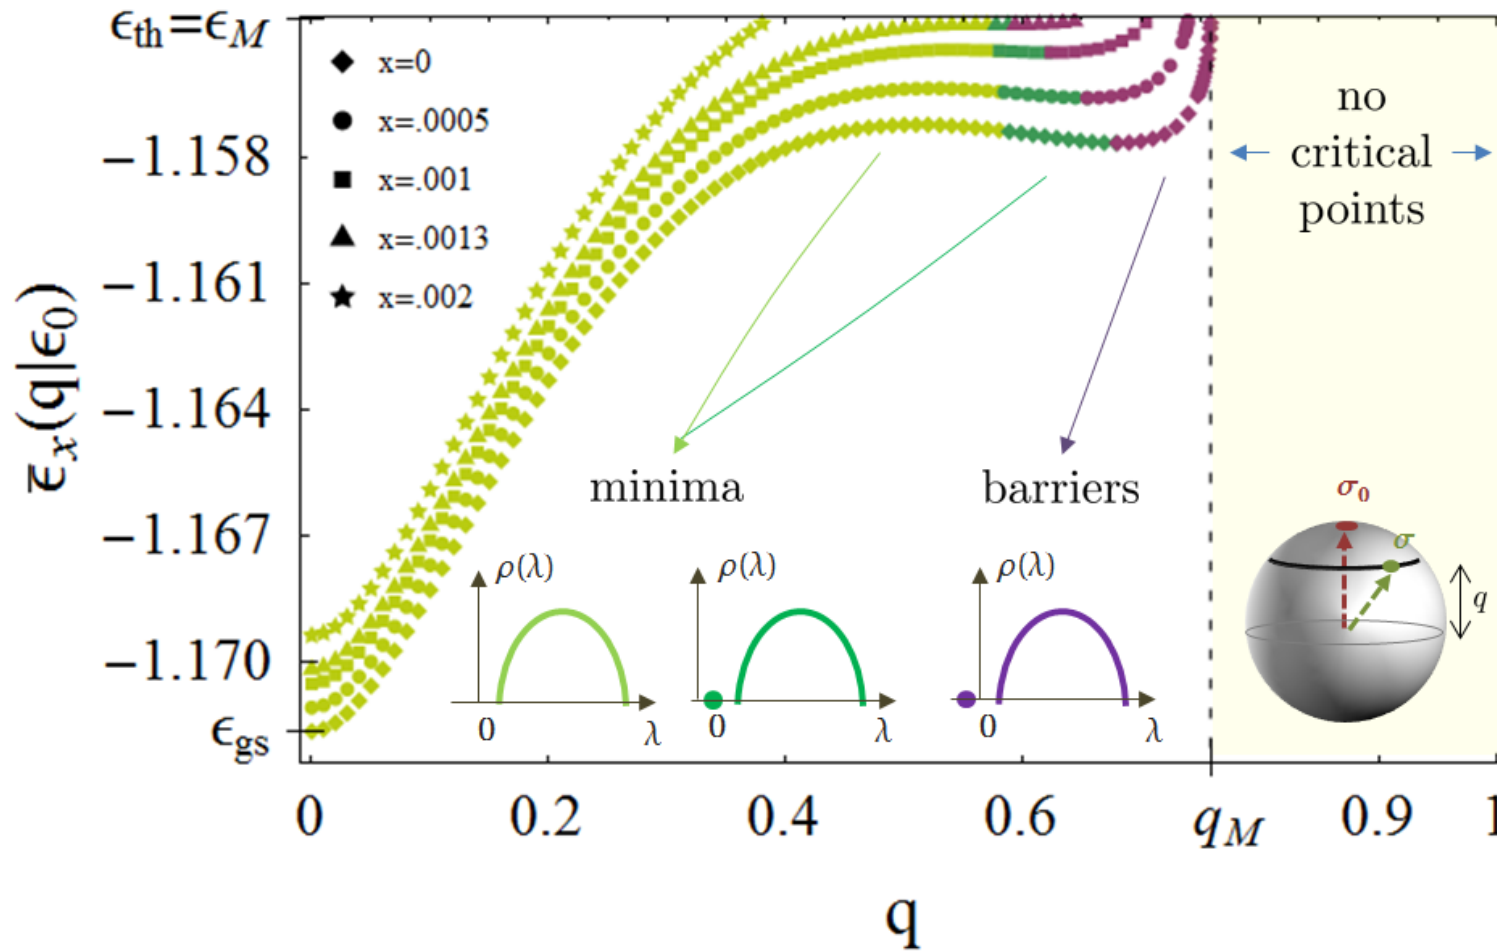 ϵth=ϵM
x=0
x=.0005
x=.001
x=.0013
x=.002
−1.158
−1.161
−1.164
−1.167
−1.170
ϵgs
ϵ̅x(q|ϵ0)
no
critical
points
minima
barriers
ρ(λ)
0
λ
ρ(λ)
0
λ
ρ(λ)
0
λ
σ0
σ
q
0
0.2
0.4
0.6
qM
0.9
1
q